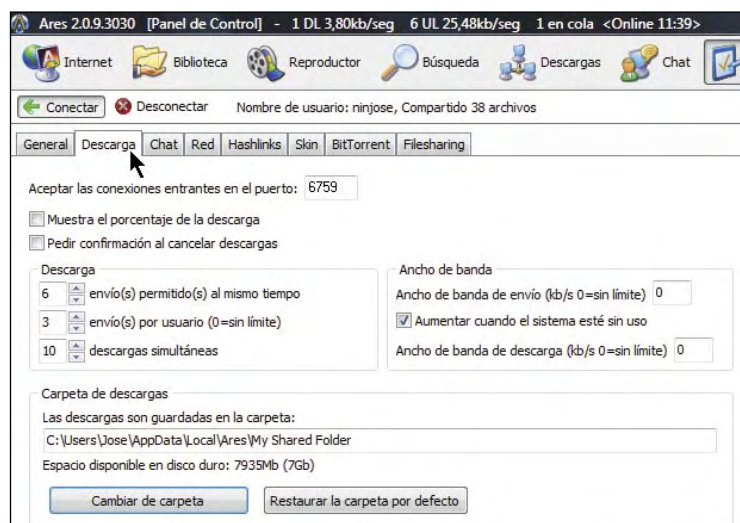 Ares 2.0.9.3030 [Panel de Control] - 1 DL 3,80kb/seg 6 UL 25,48kb/seg 1 en cola <Online 11:39>
Internet Biblioteca Reproductor Búsqueda Descargas Chat
Conectar Desconectar Nombre de usuario: ninjose, Compartido 38 archivos
General Descarga Chat Red Hashlinks Skin BitTorrent Filesharing
Aceptar las conexiones entrantes en el puerto: 6759
Muestra el porcentaje de la descarga
Pedir confirmación al cancelar descargas
Descarga
6 envío(s) permitido(s) al mismo tiempo
3 envío(s) por usuario (0=sin límite)
10 descargas simultáneas
Ancho de banda
Ancho de banda de envío (kb/s 0=sin límite) 0
Aumentar cuando el sistema esté sin uso
Ancho de banda de descarga (kb/s 0=sin límite) 0
Carpeta de descargas
Las descargas son guardadas en la carpeta:
C:\Users\Jose\AppData\Local\Ares\My Shared Folder
Espacio disponible en disco duro: 7935Mb (7Gb)
Cambiar de carpeta Restaurar la carpeta por defecto